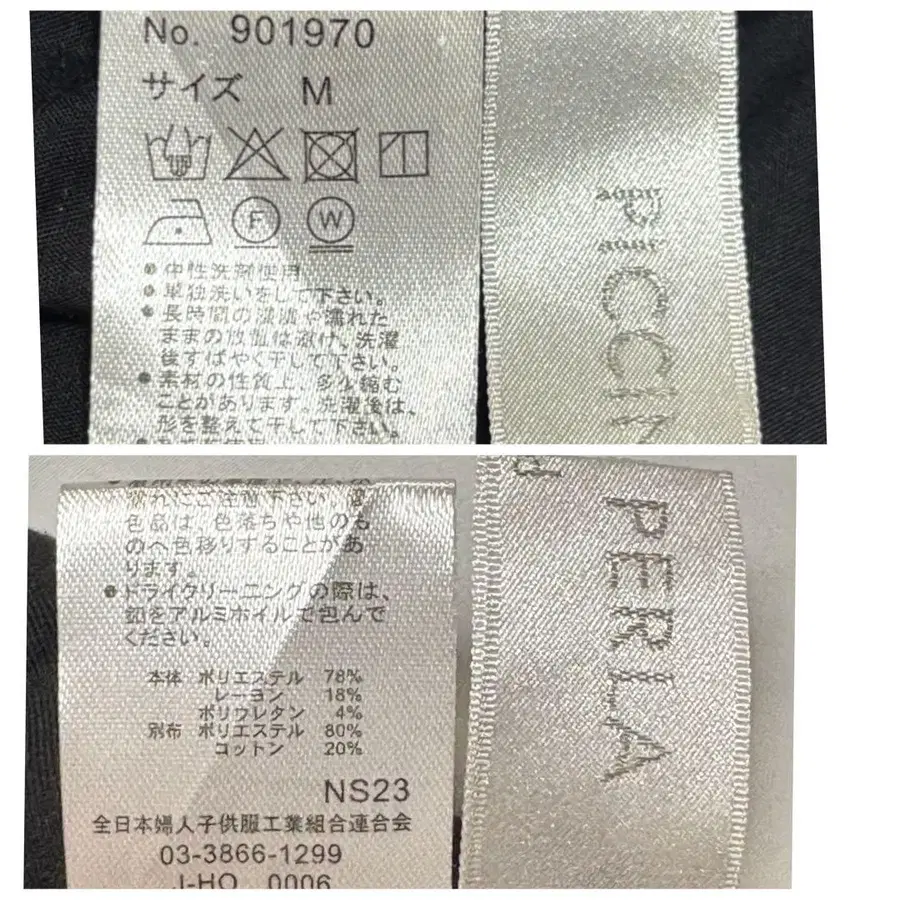 No. 901970
サイズ M
F W
● 中性洗剤使用
● 単独洗いをして下さい。
● 長時間の浸漬や濡れた
ままの放置は避け、洗濯
後すばやく干して下さい。
● 素材の性質上、多少縮む
ことがあります。洗濯後は、
形を整えて干して下さい。
PICCIN
色品は、色落ちや他のも
のへ色移りすることがあ
ります。
● ドライクリーニングの際は、
釦をアルミホイルで包んで
ください。
本体 ポリエステル 78%
レーヨン 18%
ポリウレタン 4%
別布 ポリエステル 80%
コットン 20%
NS23
全日本婦人子供服工業組合連合会
03-3866-1299
J-HO 0006
d
PERLA